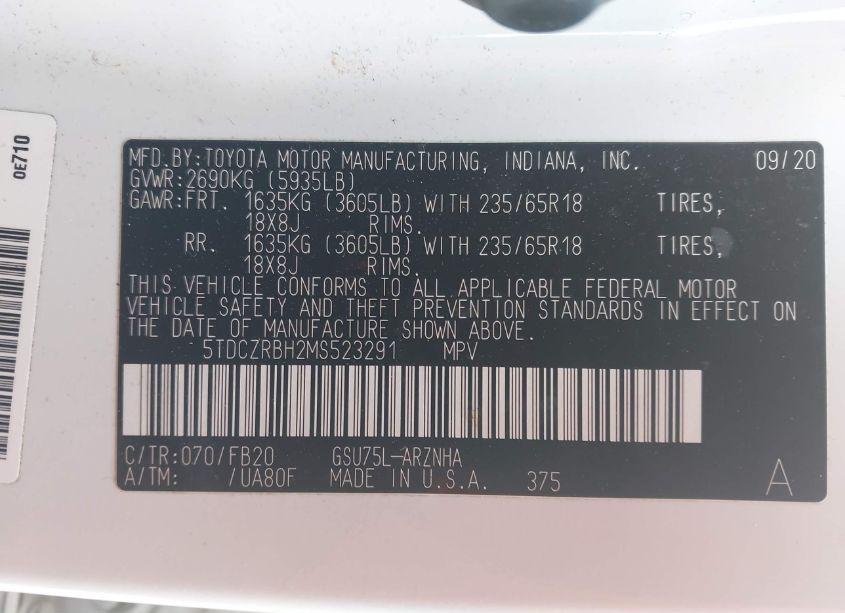 MFD.BY:TOYOTA MOTOR MANUFACTURING, INDIANA, INC. 09/20
GVWR:2690KG (5935LB)
GAWR:FRT. 1635KG (3605LB) WITH 235/65R18 TIRES,
18X8J RIMS.
RR. 1635KG (3605LB) WITH 235/65R18 TIRES,
18X8J RIMS.
THIS VEHICLE CONFORMS TO ALL APPLICABLE FEDERAL MOTOR
VEHICLE SAFETY AND THEFT PREVENTION STANDARDS IN EFFECT ON
THE DATE OF MANUFACTURE SHOWN ABOVE.
5TDCZRBH2MS523291 MPV
C/TR:070/FB20 GSU75L-ARZNHA
A/TM: /UA80F MADE IN U.S.A. 375 A
0E710